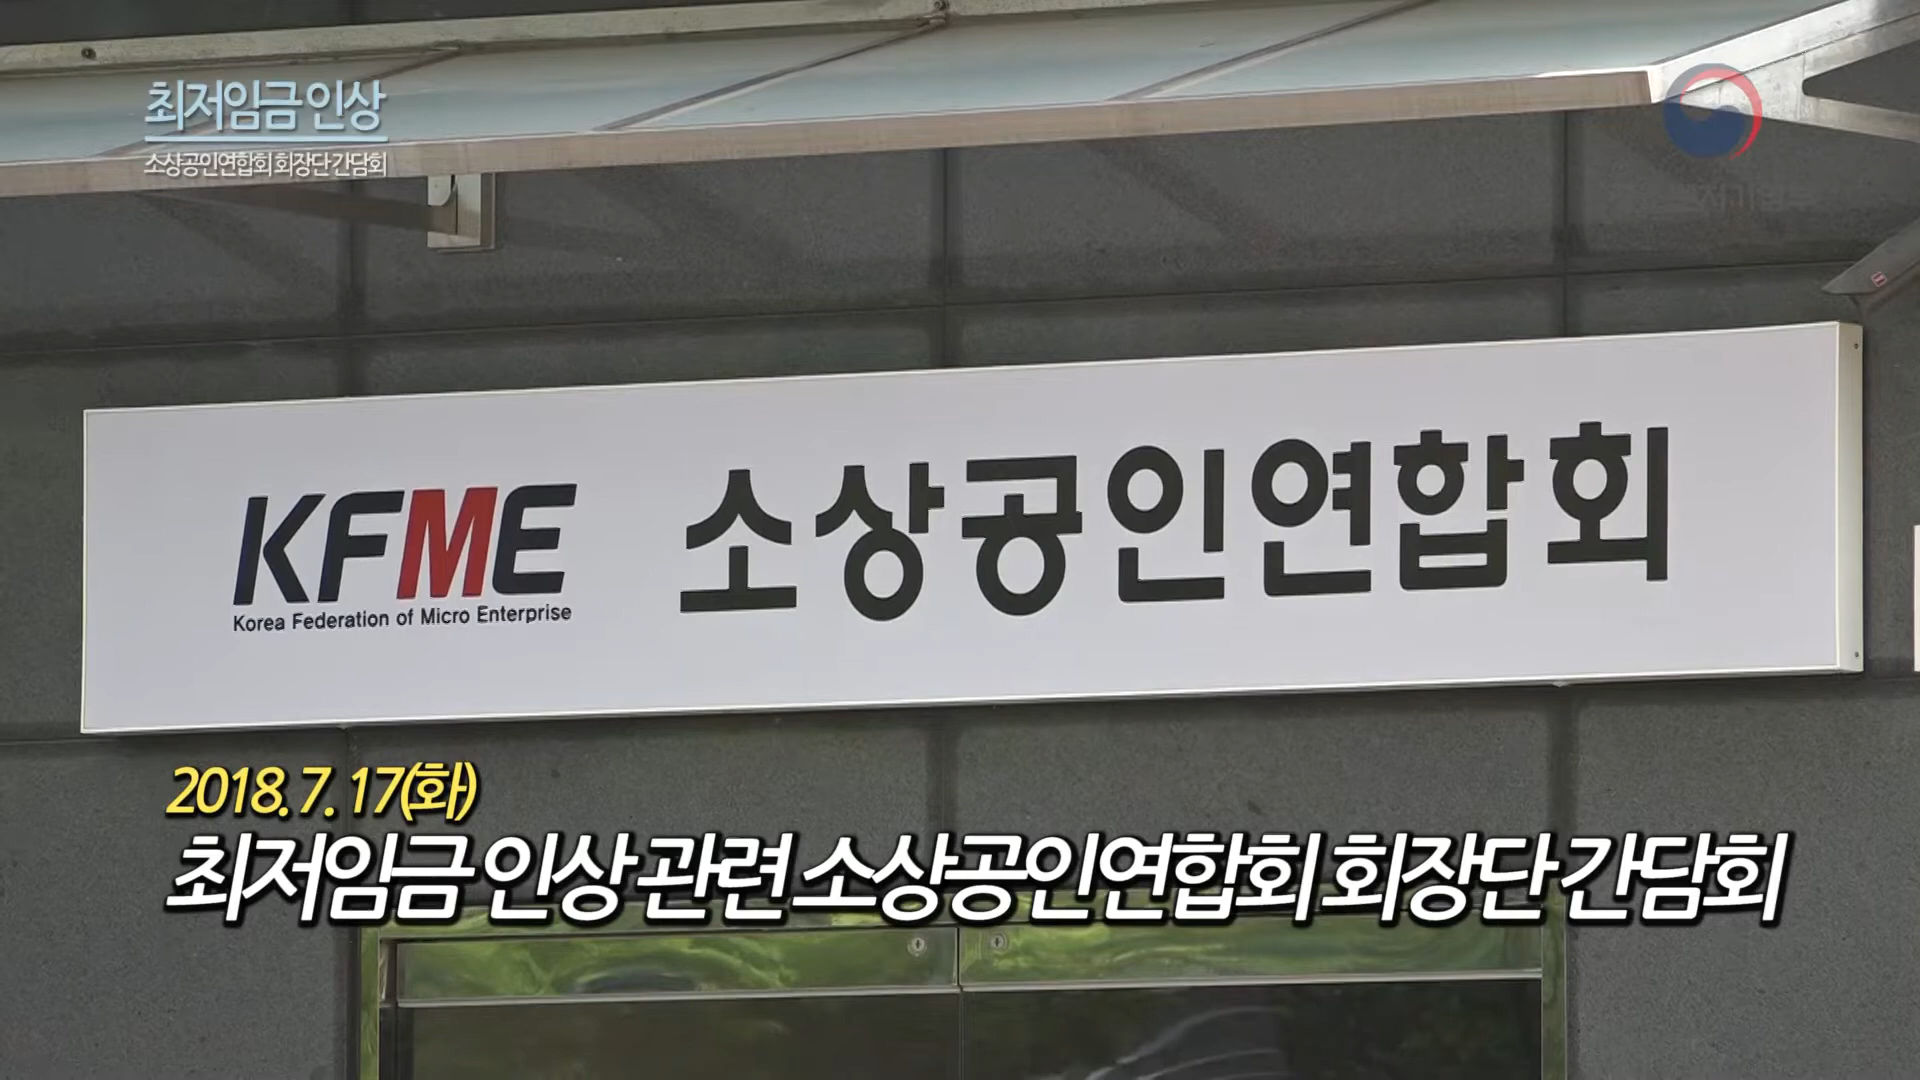 최저임금 인상
소상공인연합회 회장단 간담회
KFME
Korea Federation of Micro Enterprise
소상공인연합회
2018. 7. 17(화)
최저임금 인상 관련 소상공인연합회 회장단 간담회